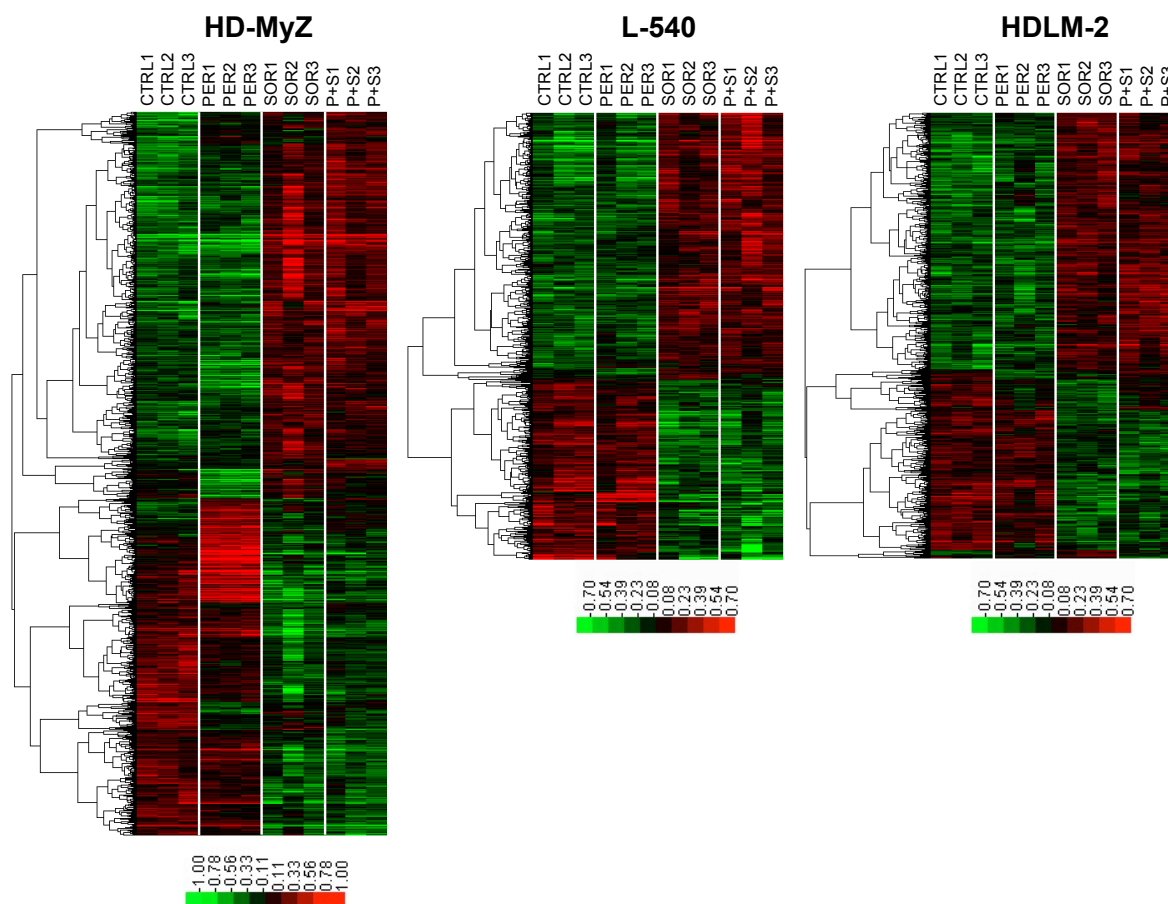 HD-MyZ
L-540
HDLM-2
CTRL1
CTRL2
CTRL3
PER1
PER2
PER3
SOR1
SOR2
SOR3
P+S1
P+S2
P+S3
CTRL1
CTRL2
CTRL3
PER1
PER2
PER3
SOR1
SOR2
SOR3
P+S1
P+S2
P+S3
CTRL1
CTRL2
CTRL3
PER1
PER2
PER3
SOR1
SOR2
SOR3
P+S1
P+S2
P+S3
-0.70
-0.54
-0.39
-0.23
-0.08
0.08
0.23
0.39
0.54
0.70
-0.70
-0.54
-0.39
-0.23
-0.08
0.08
0.23
0.39
0.54
0.70
-1.00
-0.78
-0.56
-0.33
-0.11
0.11
0.33
0.56
0.78
1.00